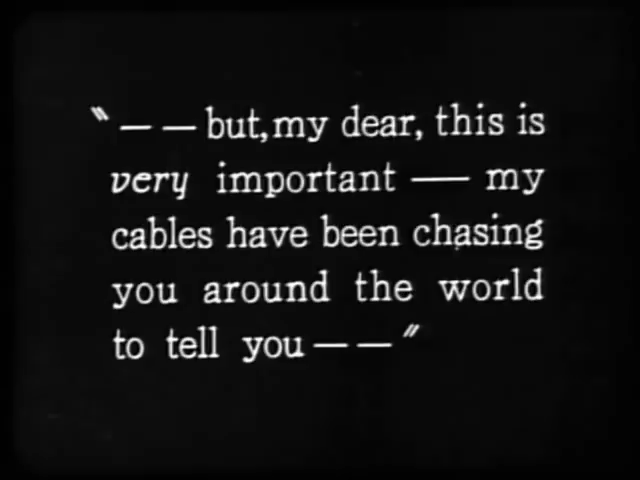 "— — but, my dear, this is
very important — my
cables have been chasing
you around the world
to tell you — —"